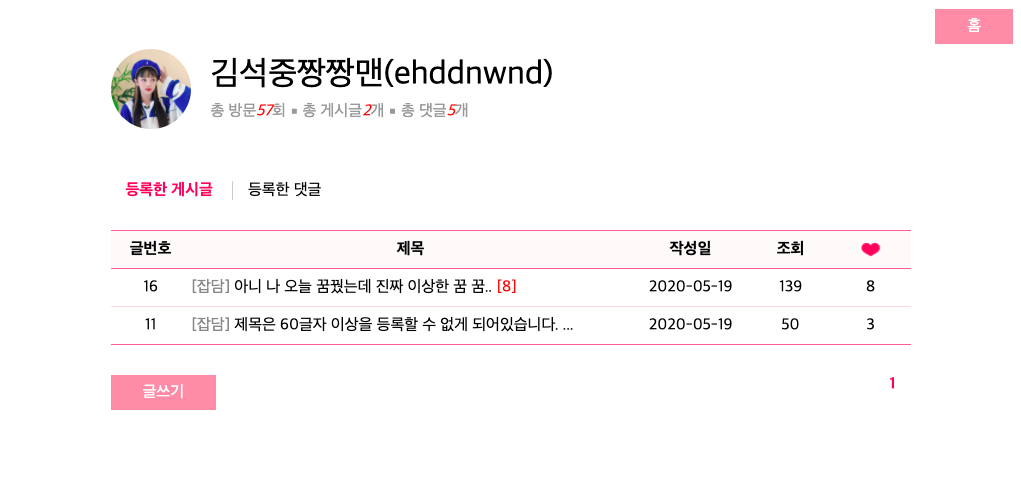 홈
김석중짱짱맨(ehddnwnd)
총 방문57회 ▪ 총 게시글2개 ▪ 총 댓글5개
등록한 게시글 | 등록한 댓글
글번호 제목 작성일 조회 ♥
16 [잡담] 아니 나 오늘 꿈꿨는데 진짜 이상한 꿈 꿈.. [8] 2020-05-19 139 8
11 [잡담] 제목은 60글자 이상을 등록할 수 없게 되어있습니다. ... 2020-05-19 50 3
글쓰기 1